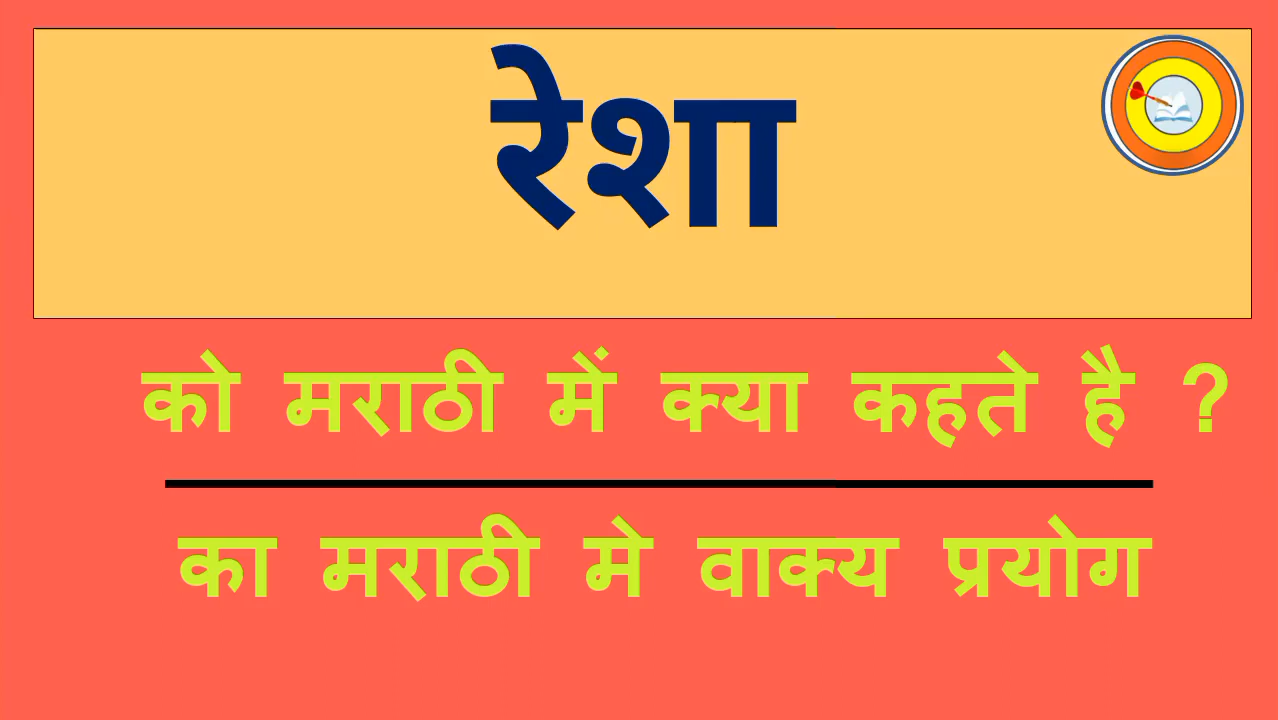 रेशा
को मराठी में क्या कहते है ?
का मराठी मे वाक्य प्रयोग